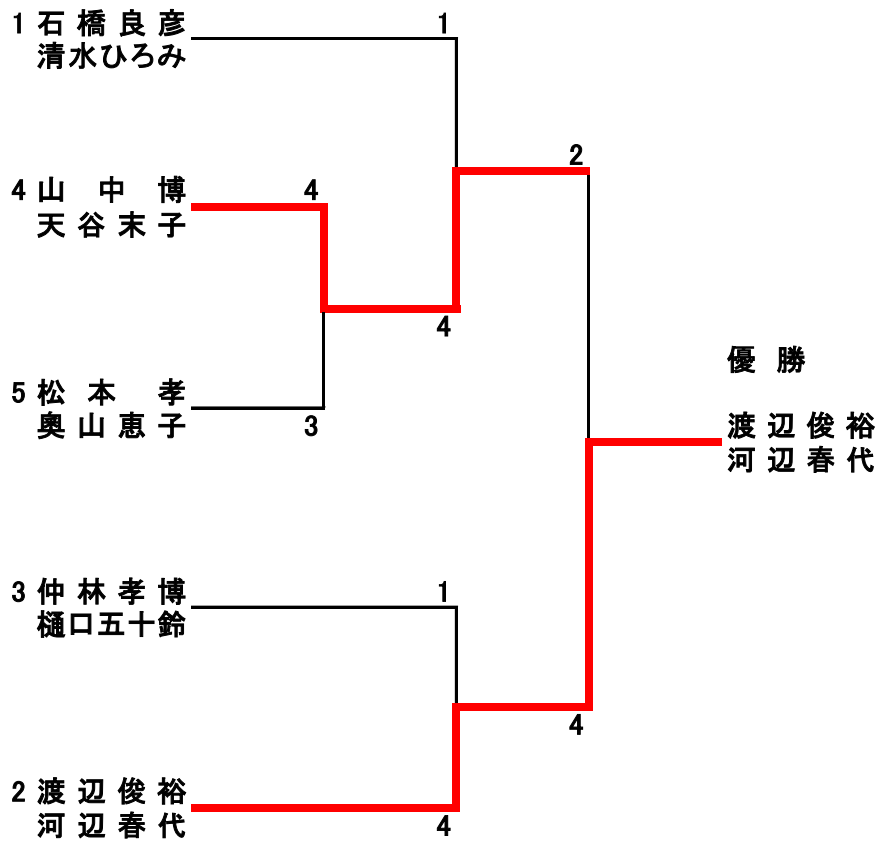 1 石橋良彦 1
清水ひろみ
2
4 山中博 4
天谷末子
4
優勝
5 松本孝
奥山恵子 3
渡辺俊裕
河辺春代
3 仲林孝博 1
樋口五十鈴
4
2 渡辺俊裕
河辺春代 4